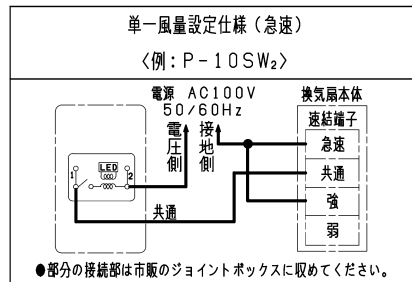 単一風量設定仕様（急速）
〈例：P－10SW₂〉
電源 AC100V
50/60Hz
電圧側
接地側
換気扇本体
速結端子
急速
共通
強
弱
LED
1
2
共通
●部分の接続部は市販のジョイントボックスに収めてください。